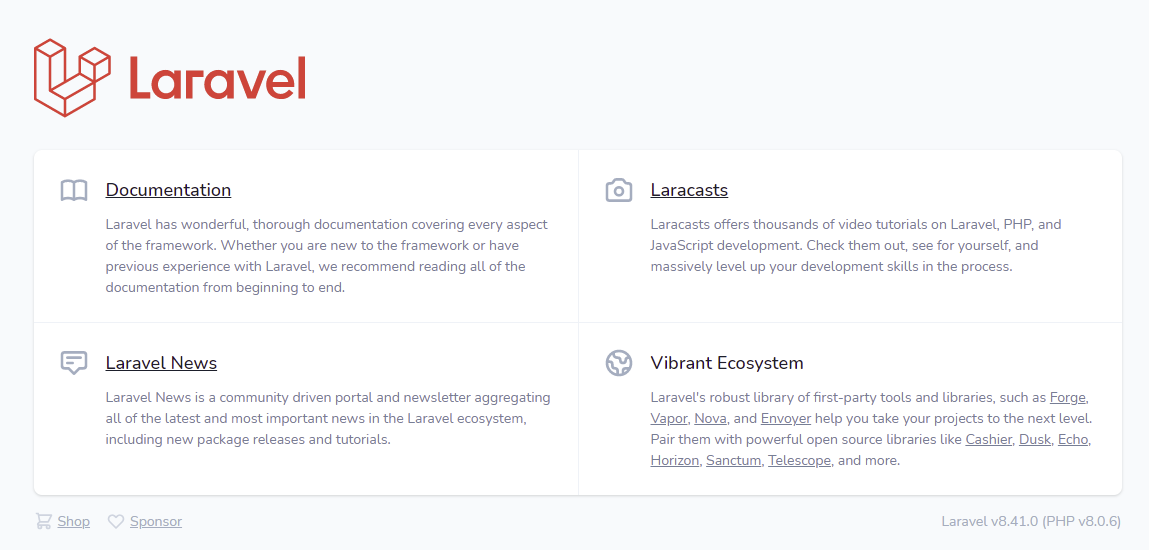 Laravel
Documentation
Laravel has wonderful, thorough documentation covering every aspect
of the framework. Whether you are new to the framework or have
previous experience with Laravel, we recommend reading all of the
documentation from beginning to end.
Laracasts
Laracasts offers thousands of video tutorials on Laravel, PHP, and
JavaScript development. Check them out, see for yourself, and
massively level up your development skills in the process.
Laravel News
Laravel News is a community driven portal and newsletter aggregating
all of the latest and most important news in the Laravel ecosystem,
including new package releases and tutorials.
Vibrant Ecosystem
Laravel's robust library of first-party tools and libraries, such as Forge,
Vapor, Nova, and Envoyer help you take your projects to the next level.
Pair them with powerful open source libraries like Cashier, Dusk, Echo,
Horizon, Sanctum, Telescope, and more.
Shop Sponsor Laravel v8.41.0 (PHP v8.0.6)